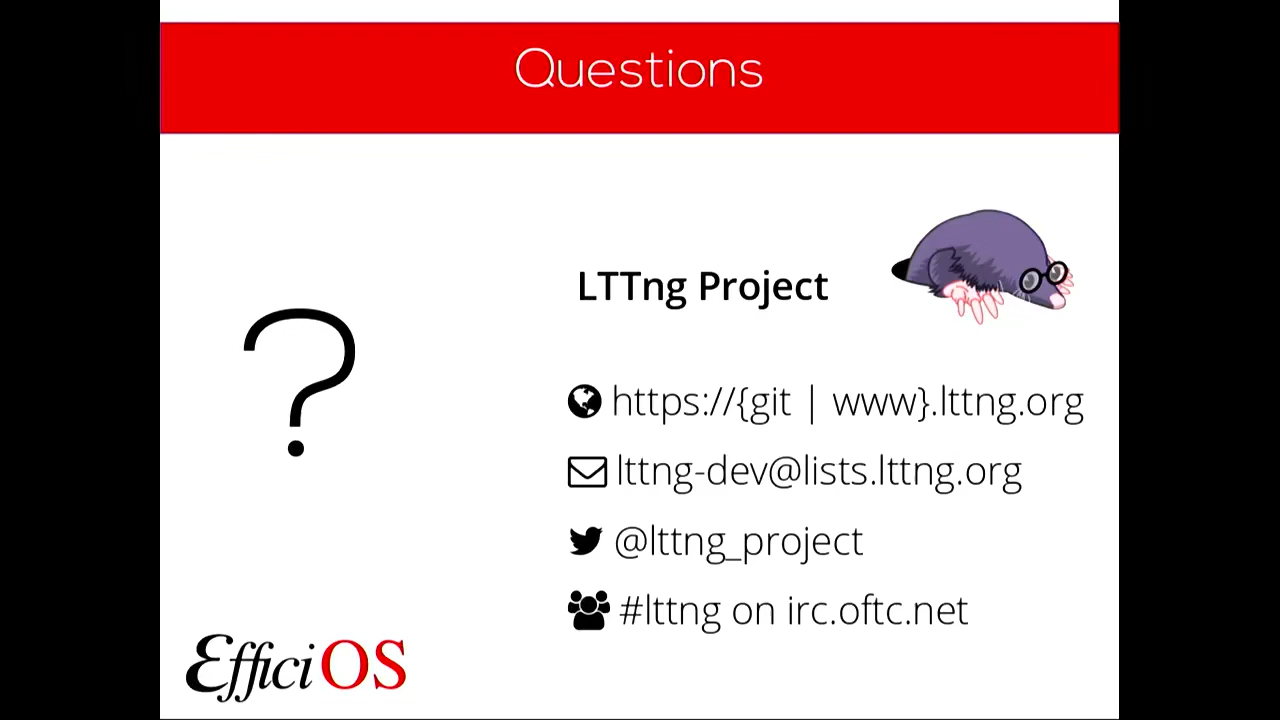 Questions
?
LTTng Project
https://{git | www}.lttng.org
lttng-dev@lists.lttng.org
@lttng_project
#lttng on irc.oftc.net
EfficiOS